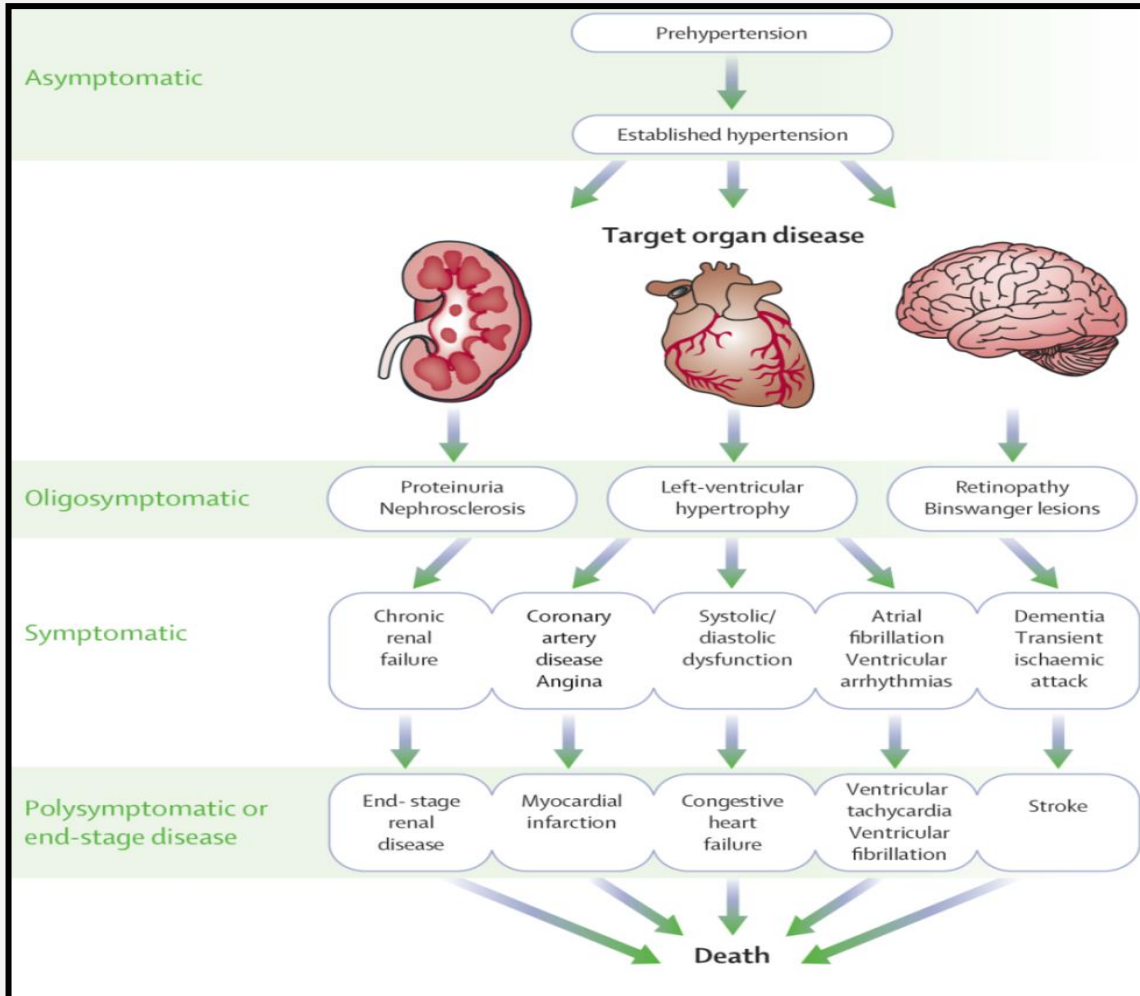 Prehypertension
Asymptomatic
Established hypertension
Target organ disease
Oligosymptomatic
Proteinuria
Nephrosclerosis
Left-ventricular
hypertrophy
Retinopathy
Binswanger lesions
Symptomatic
Chronic
renal
failure
Coronary
artery
disease
Angina
Systolic/
diastolic
dysfunction
Atrial
fibrillation
Ventricular
arrhythmias
Dementia
Transient
ischaemic
attack
Polysymptomatic or
end-stage disease
End- stage
renal
disease
Myocardial
infarction
Congestive
heart
failure
Ventricular
tachycardia
Ventricular
fibrillation
Stroke
Death